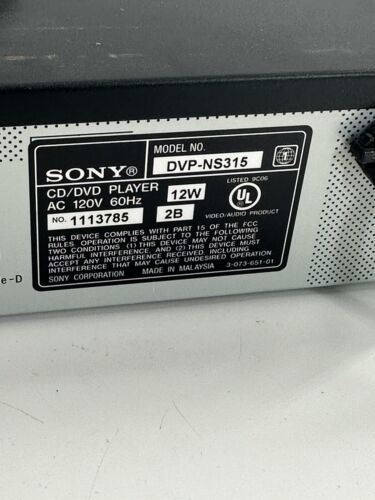 MODEL NO.
SONY® DVP-NS315
CD/DVD PLAYER 12W LISTED 9C06
AC 120V 60Hz UL
NO. 1113785 2B AUDIO/VIDEO PRODUCT
THIS DEVICE COMPLIES WITH PART 15 OF THE FCC
RULES OPERATION IS SUBJECT TO THE FOLLOWING
TWO CONDITIONS (1) THIS DEVICE MAY NOT CAUSE
HARMFUL INTERFERENCE, AND (2) THIS DEVICE MUST
ACCEPT ANY INTERFERENCE RECEIVED, INCLUDING
INTERFERENCE THAT MAY CAUSE UNDESIRED OPERATION
SONY CORPORATION MADE IN MALAYSIA 3-073-651-01
e-D